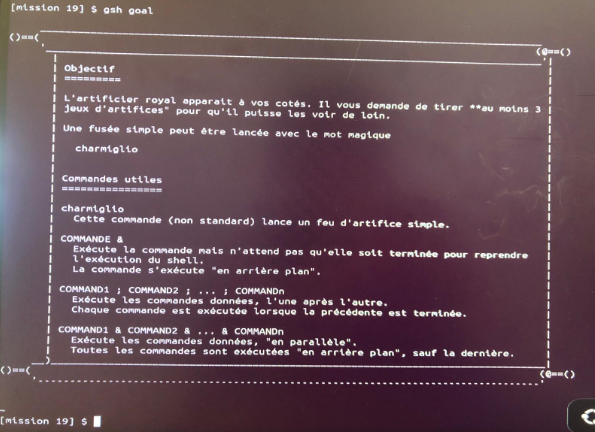 [mission 19] $ gsh goal
()==(
(@==()
Objectif
=========
L'artificier royal apparait à vos cotés. Il vous demande de tirer **au moins 3
jeux d'artifices" pour qu'il puisse les voir de loin.
Une fusée simple peut être lancée avec le mot magique
charmiglio
Commandes utiles
================
charmiglio
Cette commande (non standard) lance un feu d'artifice simple.
COMMANDE &
Exécute la commande mais n'attend pas qu'elle soit terminée pour reprendre
l'exécution du shell.
La commande s'exécute "en arrière plan".
COMMAND1 ; COMMAND2 ; ... ; COMMANDn
Exécute les commandes données, l'une après l'autre.
Chaque commande est exécutée lorsque la précédente est terminée.
COMMAND1 & COMMAND2 & ... & COMMANDn
Exécute les commandes données, "en parallèle".
Toutes les commandes sont exécutées "en arrière plan", sauf la dernière.
()==(
(@==()
[mission 19] $